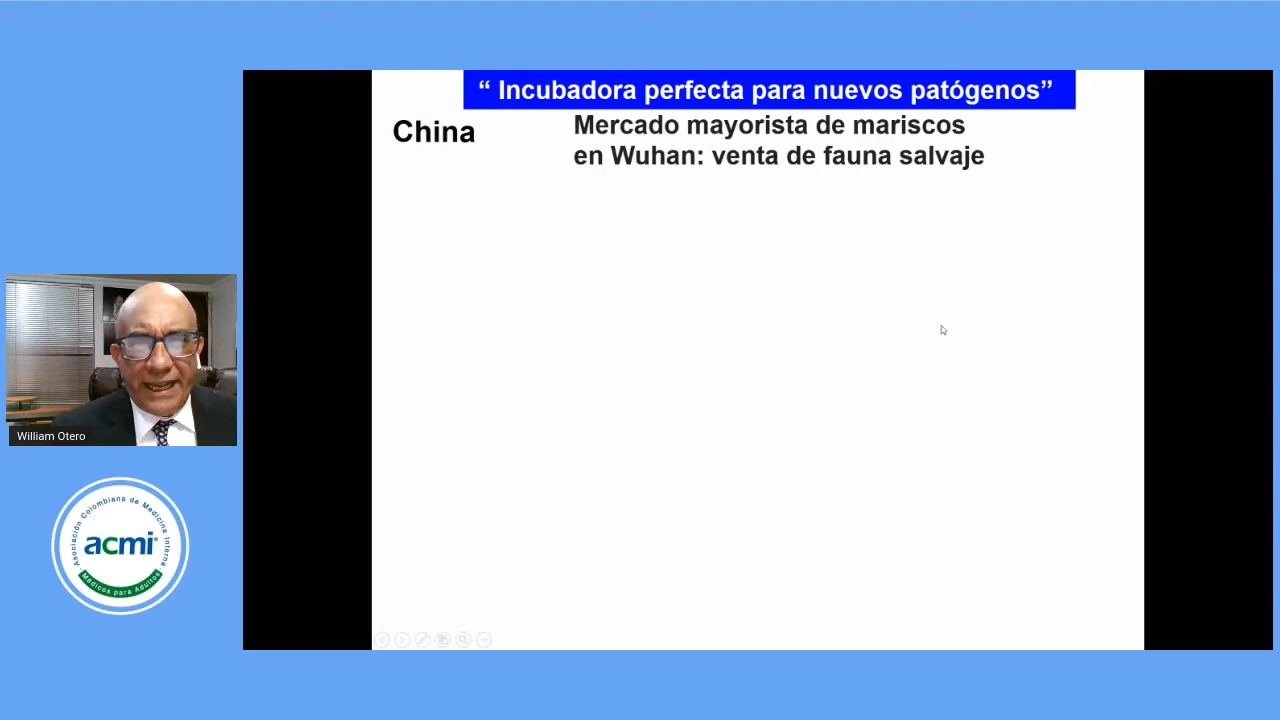 “ Incubadora perfecta para nuevos patógenos”
China
Mercado mayorista de mariscos
en Wuhan: venta de fauna salvaje
William Otero
Asociación Colombiana de Medicina Interna
acmi
Médicos para Adultos